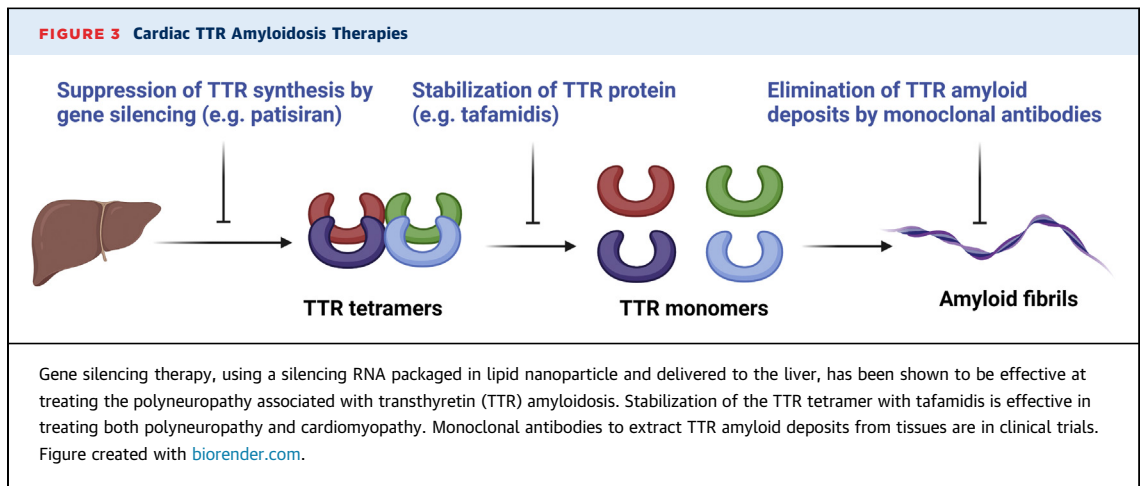 FIGURE 3 Cardiac TTR Amyloidosis Therapies
Suppression of TTR synthesis by
gene silencing (e.g. patisiran)
Stabilization of TTR protein
(e.g. tafamidis)
Elimination of TTR amyloid
deposits by monoclonal antibodies
TTR tetramers
TTR monomers
Amyloid fibrils
Gene silencing therapy, using a silencing RNA packaged in lipid nanoparticle and delivered to the liver, has been shown to be effective at
treating the polyneuropathy associated with transthyretin (TTR) amyloidosis. Stabilization of the TTR tetramer with tafamidis is effective in
treating both polyneuropathy and cardiomyopathy. Monoclonal antibodies to extract TTR amyloid deposits from tissues are in clinical trials.
Figure created with biorender.com.